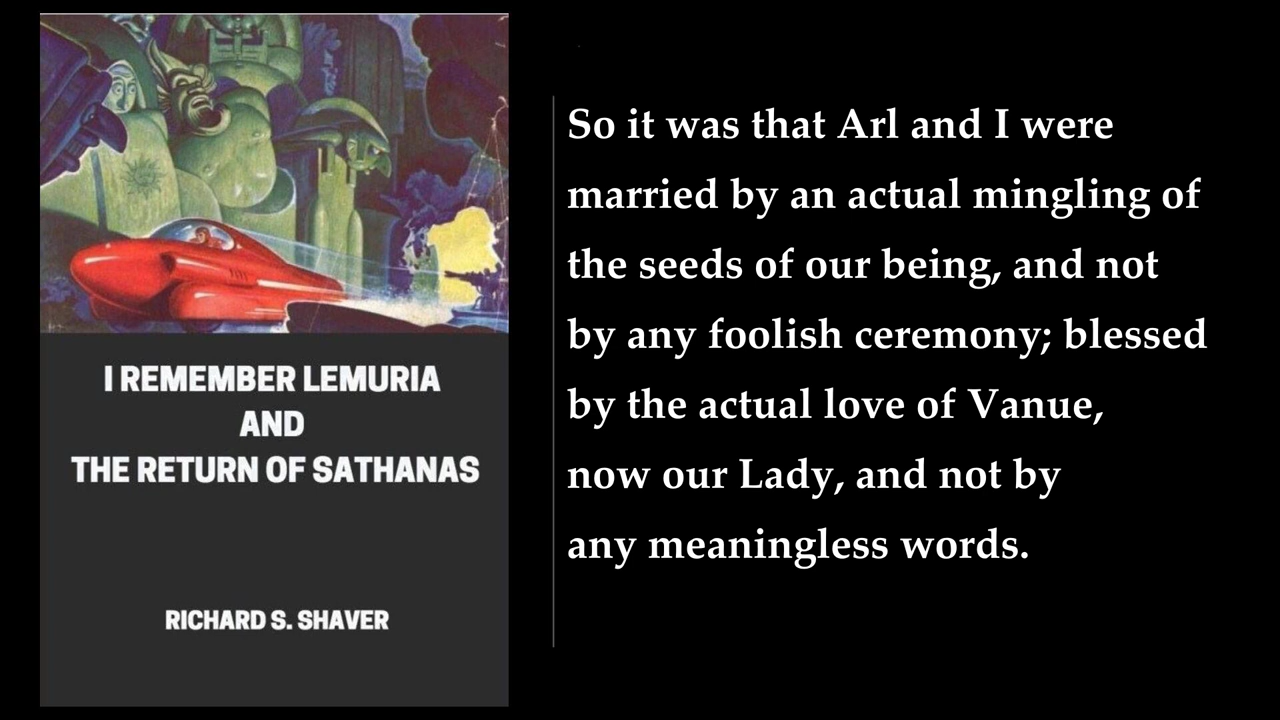 I REMEMBER LEMURIA
AND
THE RETURN OF SATHANAS
RICHARD S. SHAVER
So it was that Arl and I were
married by an actual mingling of
the seeds of our being, and not
by any foolish ceremony; blessed
by the actual love of Vanue,
now our Lady, and not by
any meaningless words.